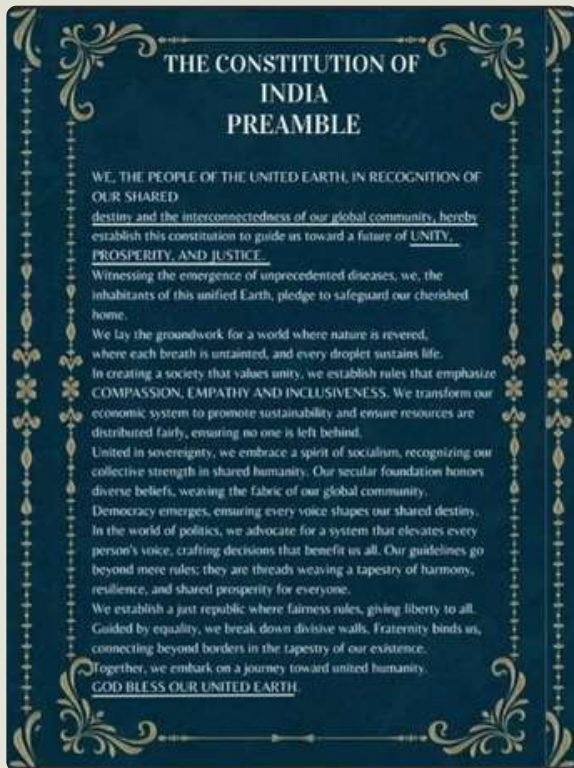 THE CONSTITUTION OF
INDIA
PREAMBLE
WE, THE PEOPLE OF THE UNITED EARTH, IN RECOGNITION OF
OUR SHARED
destiny and the interconnectedness of our global community, hereby
establish this constitution to guide us toward a future of UNITY,
PROSPERITY, AND JUSTICE.
Witnessing the emergence of unprecedented diseases, we, the
inhabitants of this unified Earth, pledge to safeguard our cherished
home.
We lay the groundwork for a world where nature is revered,
where each breath is untainted, and every droplet sustains life.
In creating a society that values unity, we establish rules that emphasize
COMPASSION, EMPATHY AND INCLUSIVENESS. We transform our
economic system to promote sustainability and ensure resources are
distributed fairly, ensuring no one is left behind.
United in sovereignty, we embrace a spirit of socialism, recognizing our
collective strength in shared humanity. Our secular foundation honors
diverse beliefs, weaving the fabric of our global community.
Democracy emerges, ensuring every voice shapes our shared destiny.
In the world of politics, we advocate for a system that elevates every
person's voice, crafting decisions that benefit us all. Our guidelines go
beyond mere rules; they are threads weaving a tapestry of harmony,
resilience, and shared prosperity for everyone.
We establish a just republic where fairness rules, giving liberty to all.
Guided by equality, we break down divisive walls. Fraternity binds us,
connecting beyond borders in the tapestry of our existence.
Together, we embark on a journey toward united humanity.
GOD BLESS OUR UNITED EARTH.